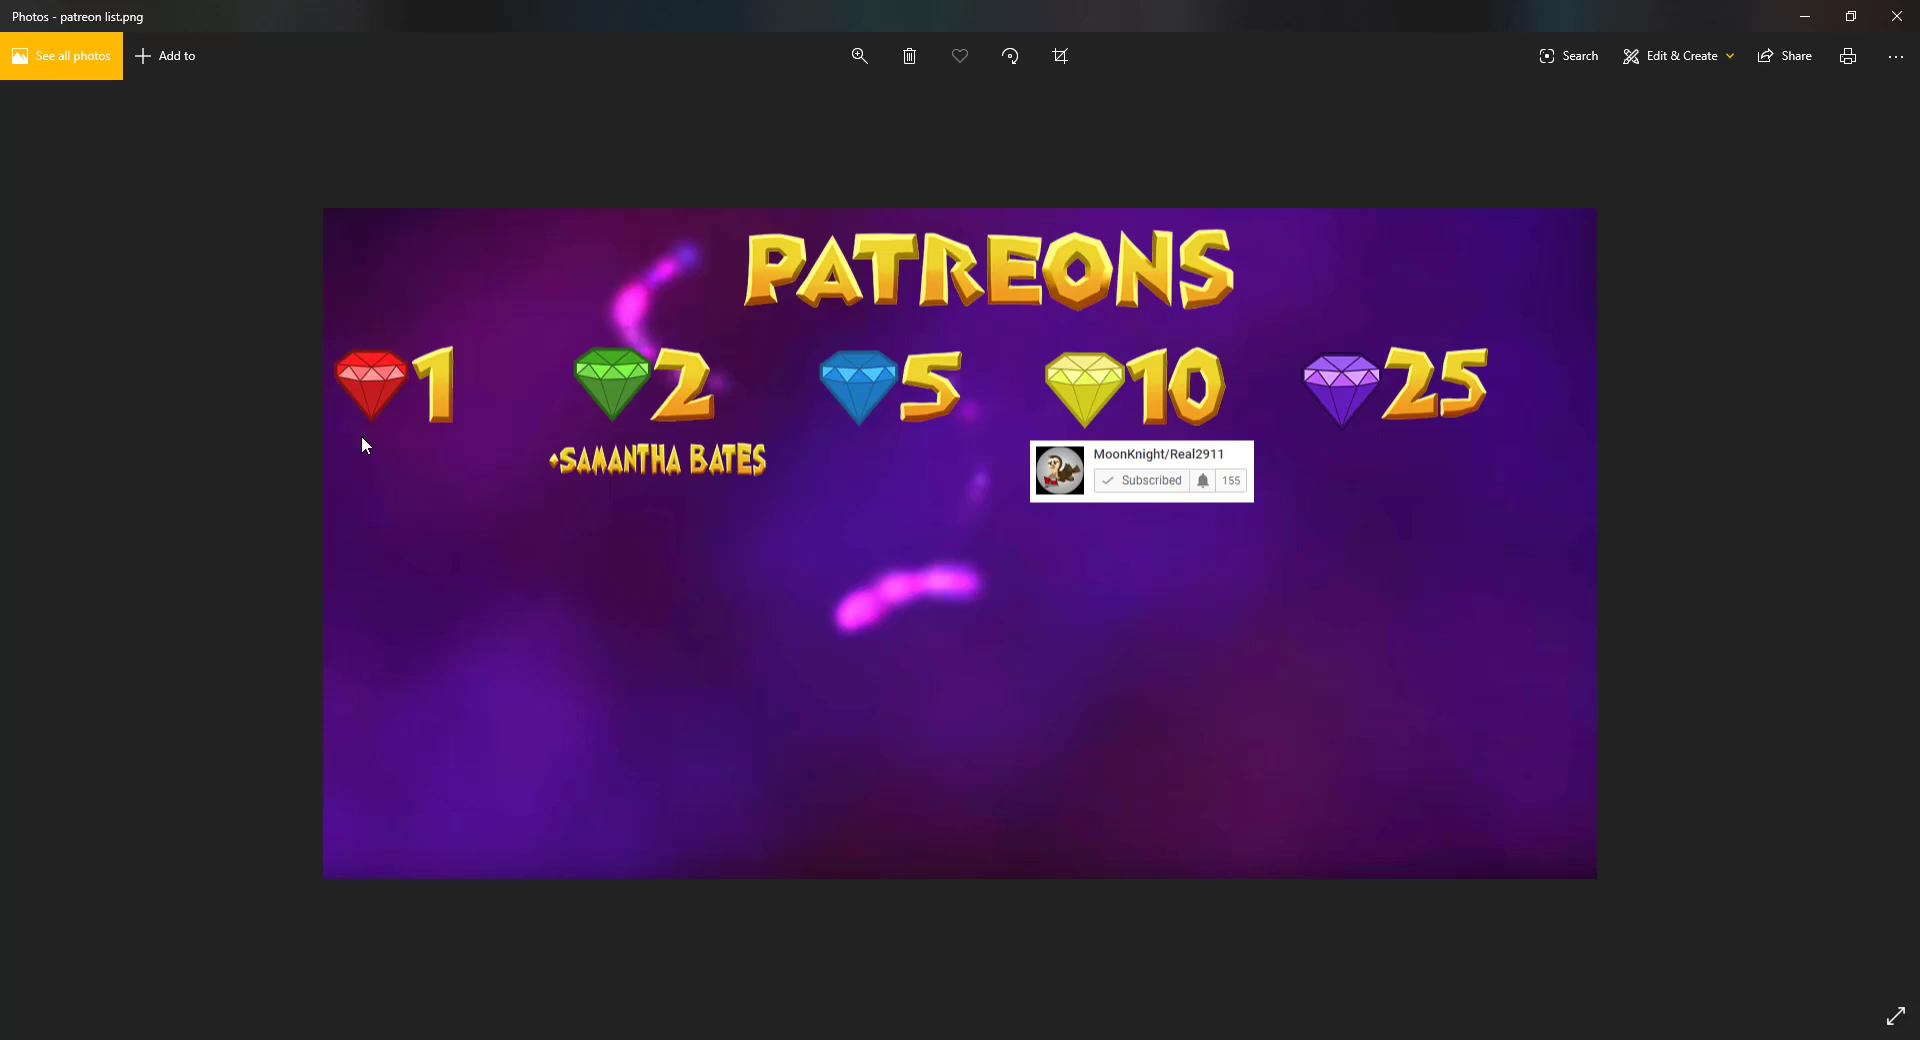 Photos - patreon list.png
See all photos
Add to
Search
Edit & Create
Share
PATREONS
1
2
5
10
25
•SAMANTHA BATES
MoonKnight/Real2911
Subscribed
155